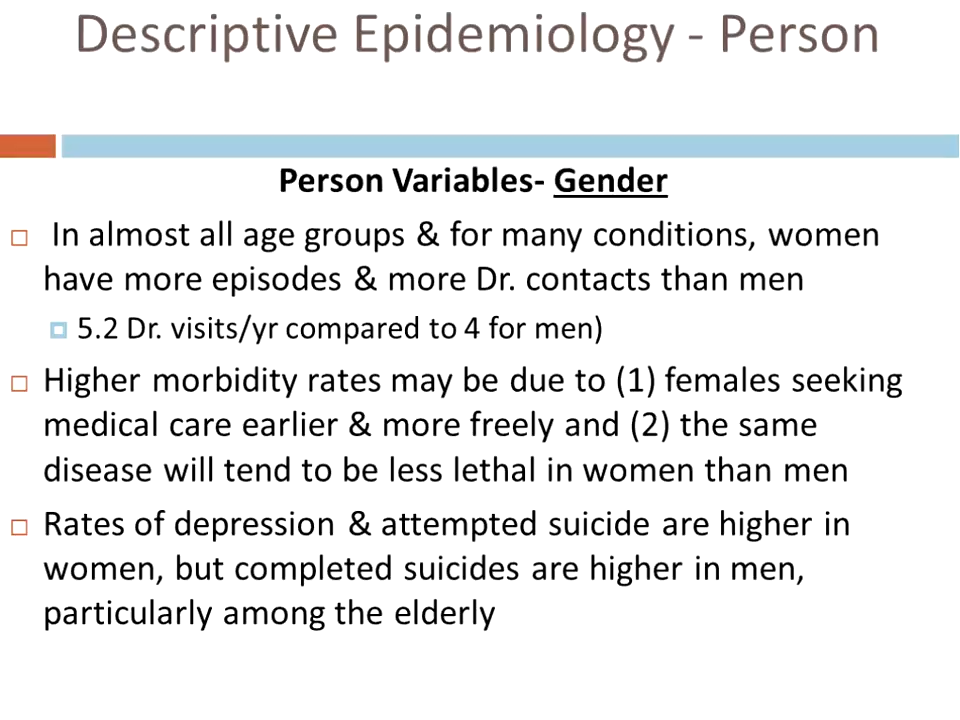 Descriptive Epidemiology - Person
Person Variables- Gender
In almost all age groups & for many conditions, women
have more episodes & more Dr. contacts than men
5.2 Dr. visits/yr compared to 4 for men)
Higher morbidity rates may be due to (1) females seeking
medical care earlier & more freely and (2) the same
disease will tend to be less lethal in women than men
Rates of depression & attempted suicide are higher in
women, but completed suicides are higher in men,
particularly among the elderly